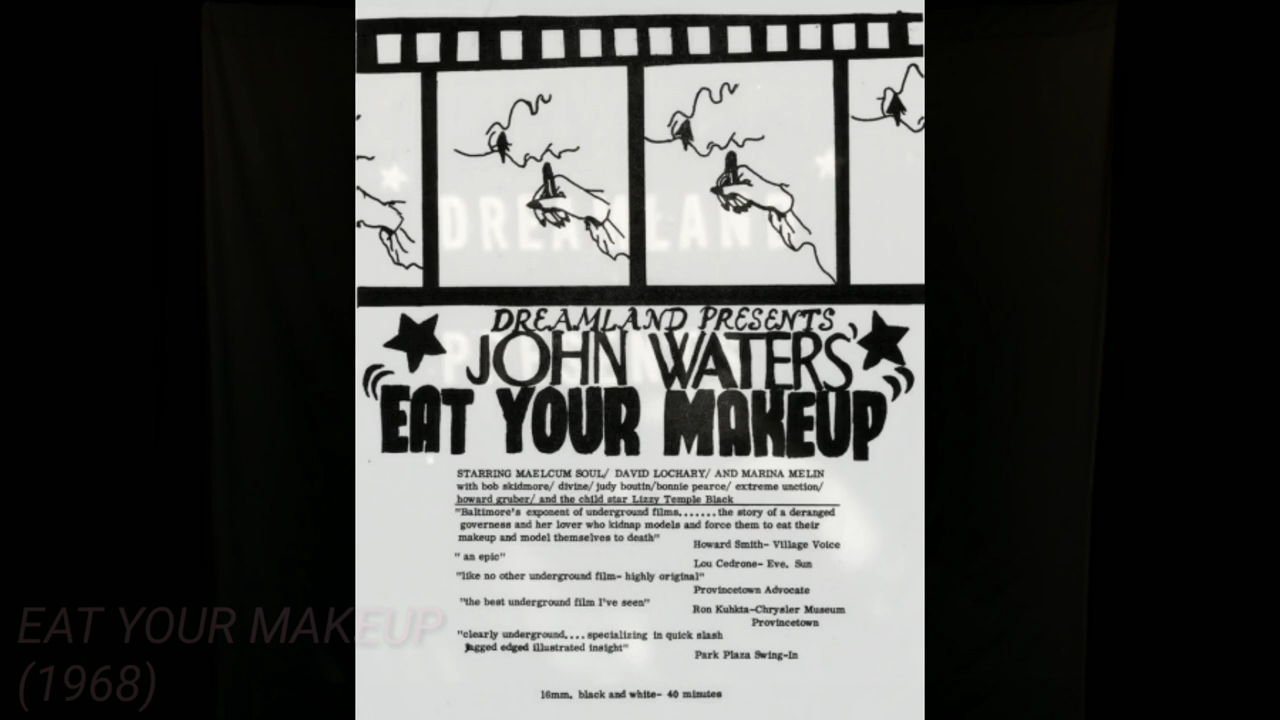 DREAMLAND
DREAMLAND PRESENTS
JOHN WATERS'
"EAT YOUR MAKEUP"
STARRING MAELCUM SOUL/ DAVID LOCHARY/ AND MARINA MELIN
with bob skidmore/ divine/ judy boutin/bonnie pearce/ extreme unction/
howard gruber/ and the child star Lizzy Temple Black
"Baltimore's exponent of underground films.......the story of a deranged
governess and her lover who kidnap models and force them to eat their
makeup and model themselves to death"
Howard Smith- Village Voice
" an epic"
Lou Cedrone- Eve. Sun
"like no other underground film- highly original"
Provincetown Advocate
"the best underground film I've seen"
Ron Kuhkta-Chrysler Museum
Provinctown
"clearly underground.... specializing in quick slash
jagged edged illustrated insight"
Park Plaza Swing-In
16mm. black and white- 40 minutes
EAT YOUR MAKEUP
(1968)